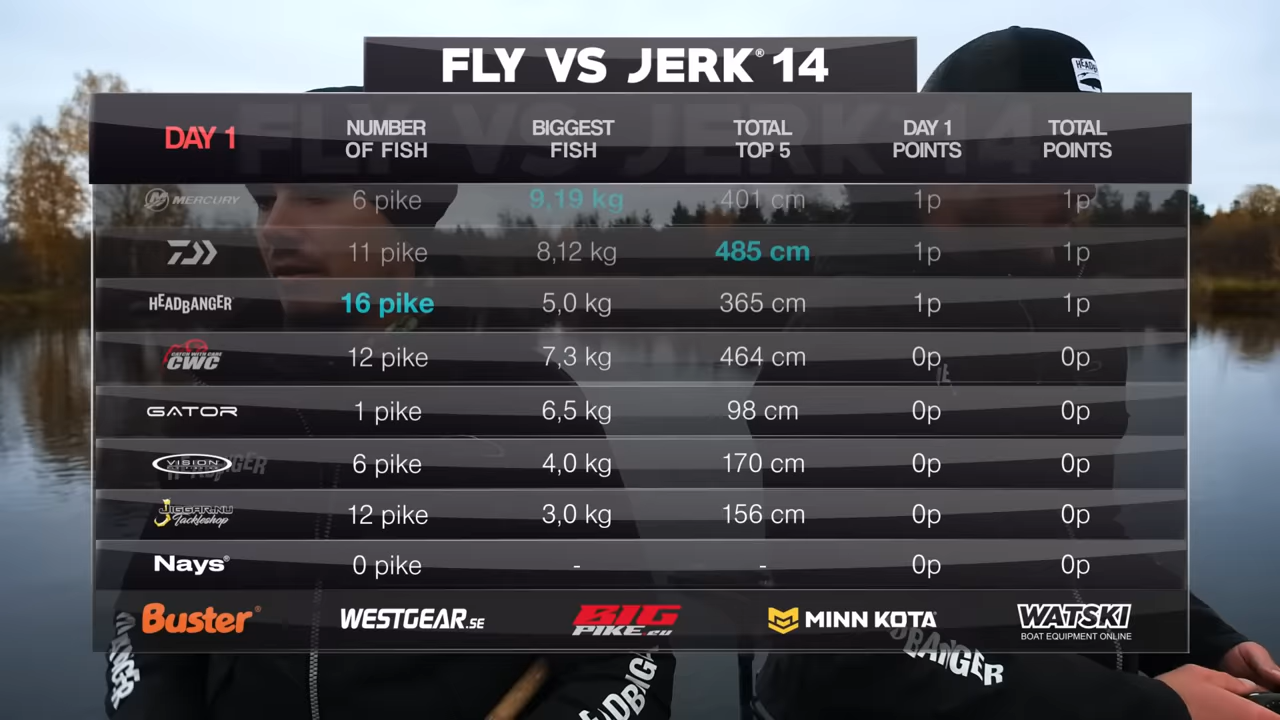 FLY VS JERK® 14
DAY 1 NUMBER OF FISH BIGGEST FISH TOTAL TOP 5 DAY 1 POINTS TOTAL POINTS
MERCURY 6 pike 9,19 kg 401 cm 1p 1p
11 pike 8,12 kg 485 cm 1p 1p
HEADBANGER 16 pike 5,0 kg 365 cm 1p 1p
CATCH WITH CARE CWC 12 pike 7,3 kg 464 cm 0p 0p
GATOR 1 pike 6,5 kg 98 cm 0p 0p
VISION 6 pike 4,0 kg 170 cm 0p 0p
JIGGAR.NU Tackleshop 12 pike 3,0 kg 156 cm 0p 0p
Nays® 0 pike - - 0p 0p
Buster® WESTGEAR.SE BIG PIKE.EU MINN KOTA WATSKI BOAT EQUIPMENT ONLINE